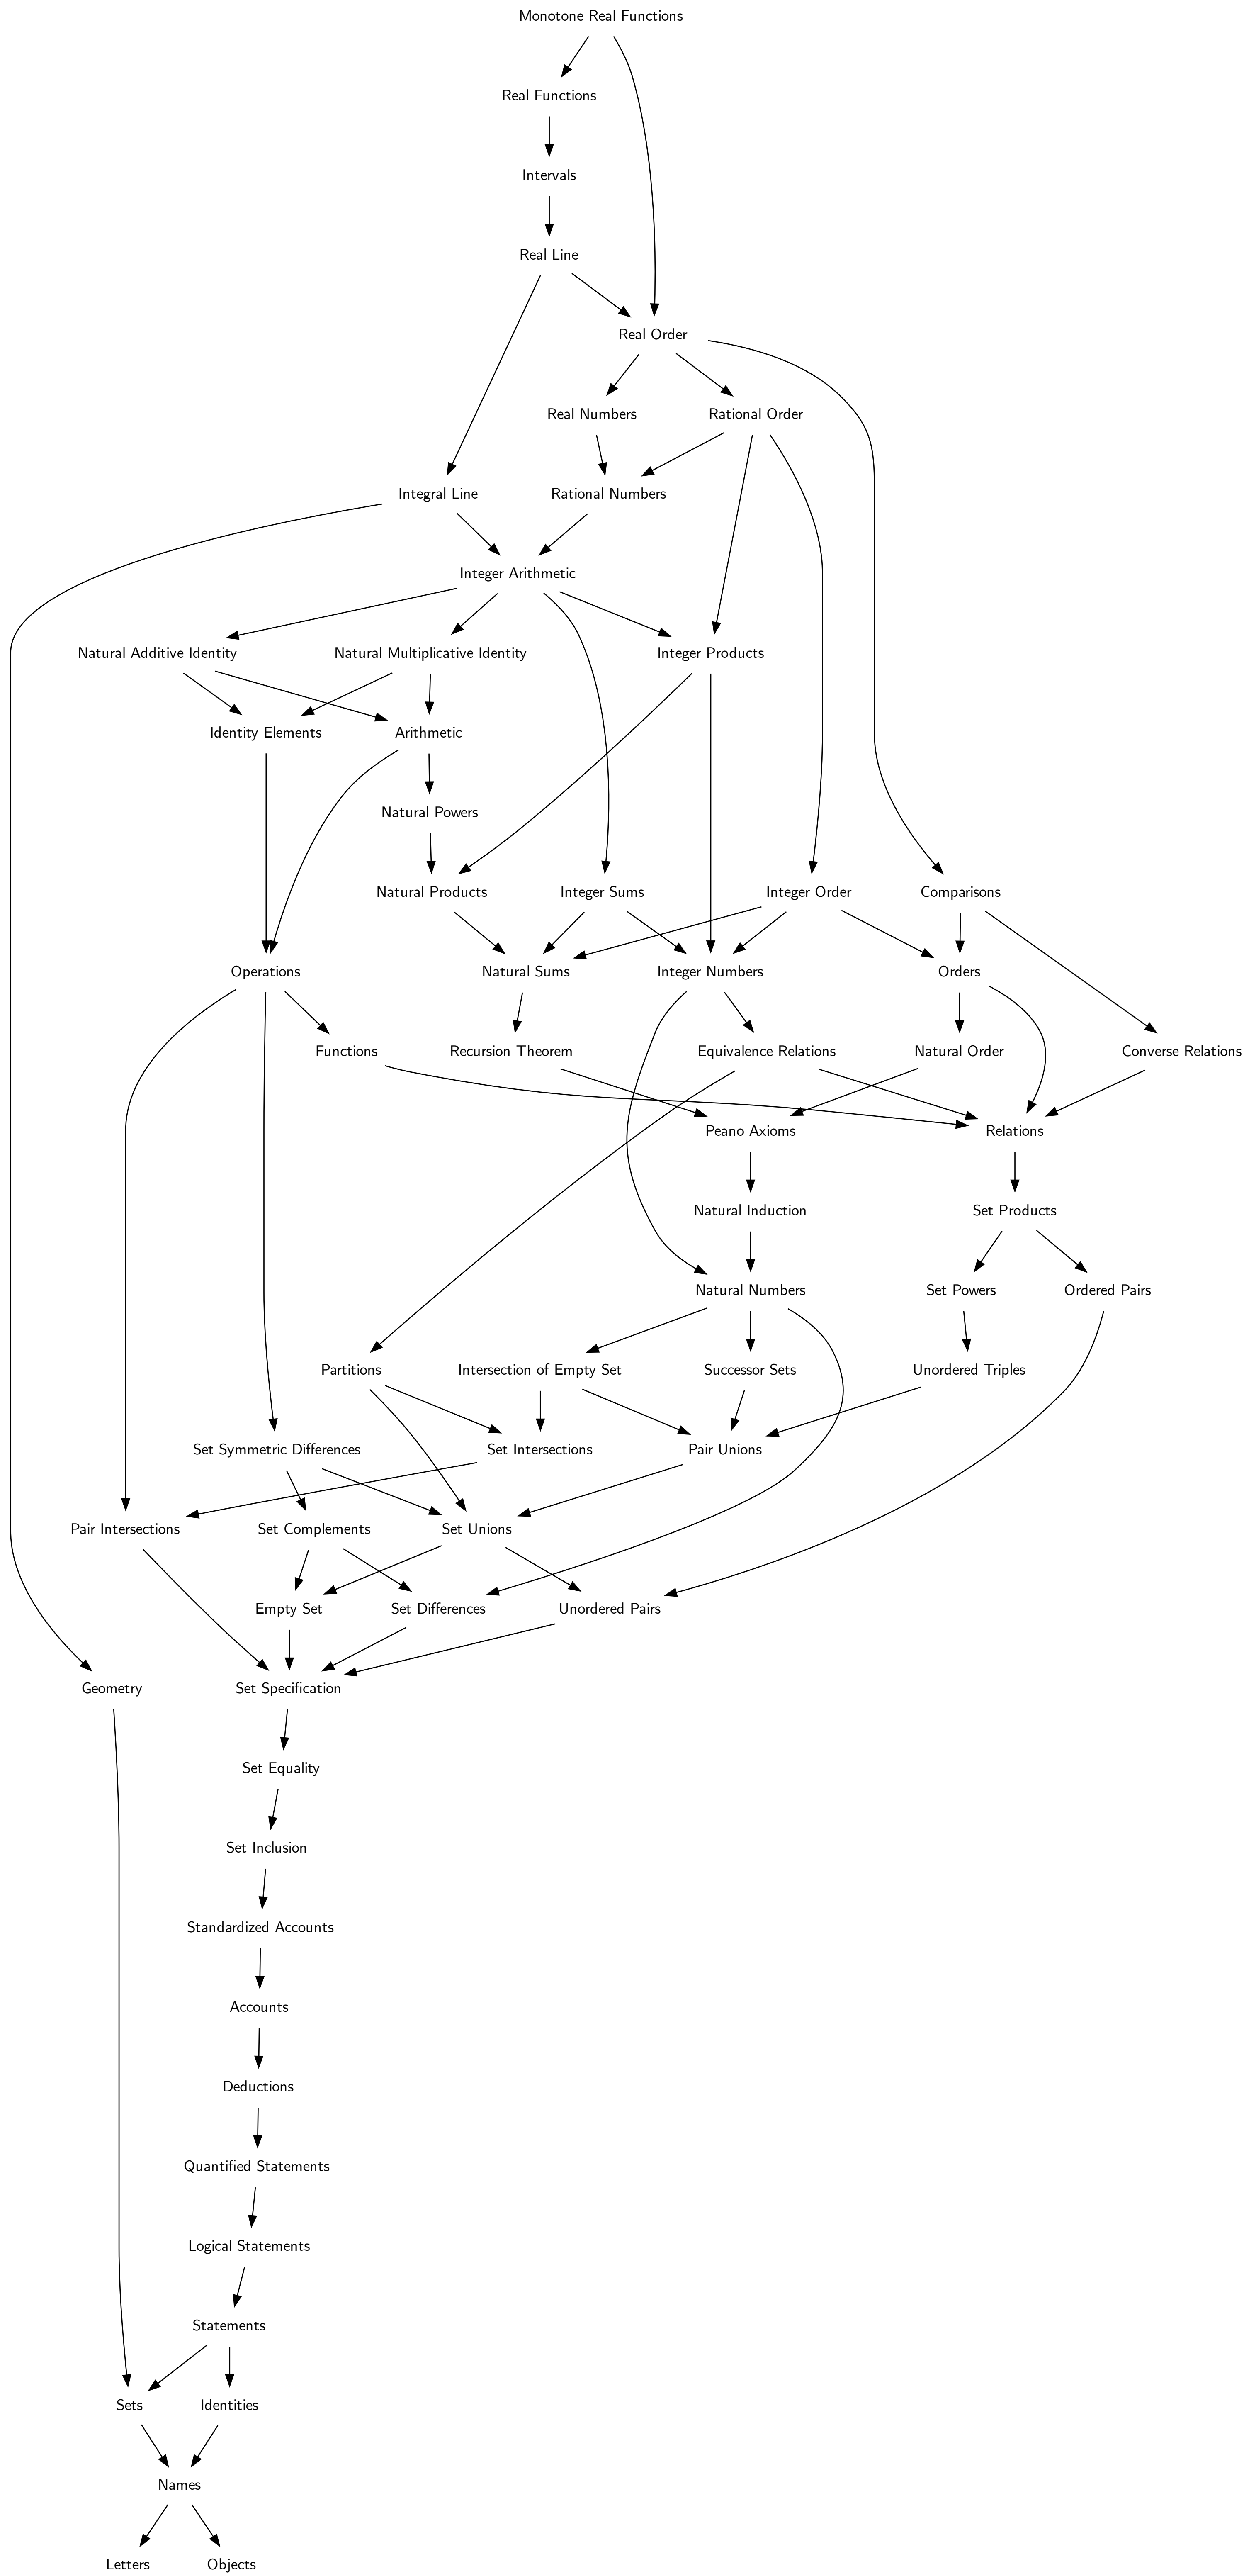 Monotone Real Functions
Real Functions
Intervals
Real Line
Real Order
Real Numbers
Rational Order
Integral Line
Rational Numbers
Integer Arithmetic
Natural Additive Identity
Natural Multiplicative Identity
Integer Products
Identity Elements
Arithmetic
Natural Powers
Natural Products
Integer Sums
Integer Order
Comparisons
Operations
Natural Sums
Integer Numbers
Orders
Functions
Recursion Theorem
Equivalence Relations
Natural Order
Converse Relations
Peano Axioms
Relations
Natural Induction
Set Products
Natural Numbers
Set Powers
Ordered Pairs
Partitions
Intersection of Empty Set
Successor Sets
Unordered Triples
Set Symmetric Differences
Set Intersections
Pair Unions
Pair Intersections
Set Complements
Set Unions
Empty Set
Set Differences
Unordered Pairs
Geometry
Set Specification
Set Equality
Set Inclusion
Standardized Accounts
Accounts
Deductions
Quantified Statements
Logical Statements
Statements
Sets
Identities
Names
Letters
Objects